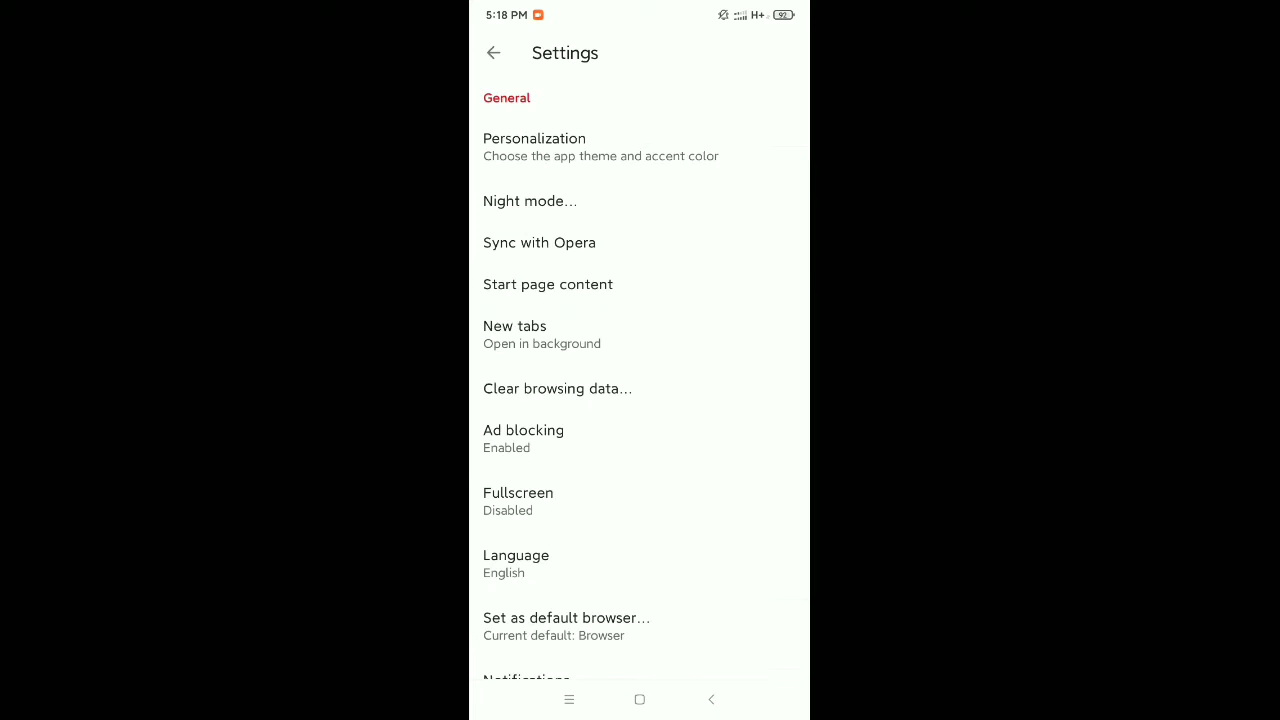 5:18 PM H+ 92
Settings
General
Personalization
Choose the app theme and accent color
Night mode...
Sync with Opera
Start page content
New tabs
Open in background
Clear browsing data...
Ad blocking
Enabled
Fullscreen
Disabled
Language
English
Set as default browser...
Current default: Browser
Notifications